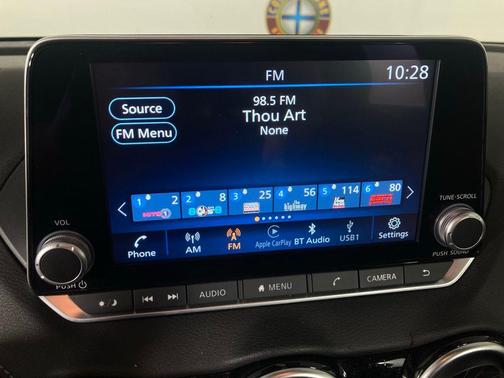 FM
10:28
Source
FM Menu
98.5 FM
Thou Art
None
1 2
2 8
3 25
4 56
the highway
5 114
6 80
Phone
AM
FM
Apple CarPlay
BT Audio
USB1
Settings
VOL
PUSH
TUNE·SCROLL
PUSH SOUND
AUDIO
MENU
CAMERA